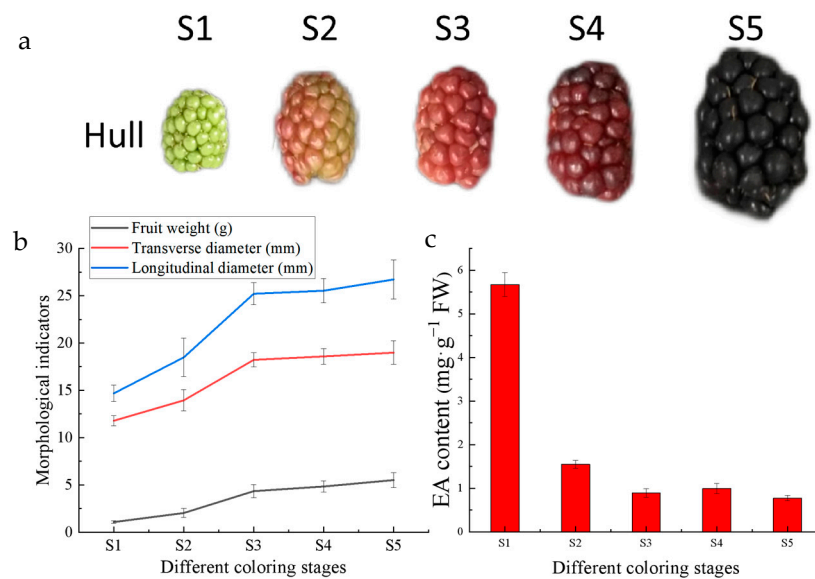 a
S1 S2 S3 S4 S5
Hull
b
Fruit weight (g)
Transverse diameter (mm)
Longitudinal diameter (mm)
Morphological indicators
30
25
20
15
10
5
0
S1 S2 S3 S4 S5
Different coloring stages
c
EA content (mg·g⁻¹ FW)
6
5
4
3
2
1
0
S1 S2 S3 S4 S5
Different coloring stages